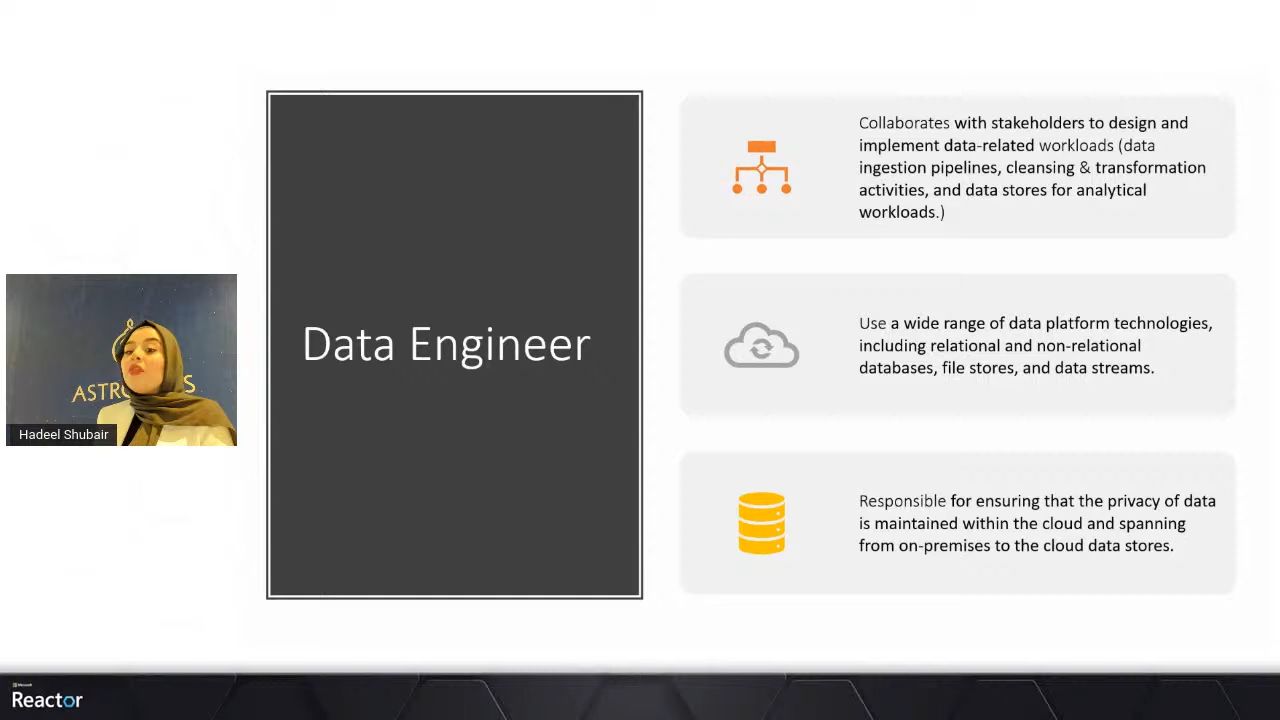 Data Engineer
Collaborates with stakeholders to design and
implement data-related workloads (data
ingestion pipelines, cleansing & transformation
activities, and data stores for analytical
workloads.)
Use a wide range of data platform technologies,
including relational and non-relational
databases, file stores, and data streams.
Responsible for ensuring that the privacy of data
is maintained within the cloud and spanning
from on-premises to the cloud data stores.
Hadeel Shubair
Microsoft
Reactor